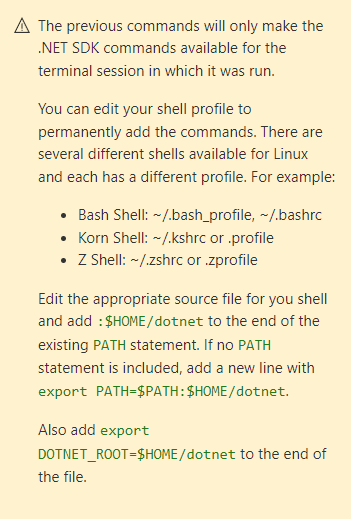 The previous commands will only make the
.NET SDK commands available for the
terminal session in which it was run.
You can edit your shell profile to
permanently add the commands. There are
several different shells available for Linux
and each has a different profile. For example:
• Bash Shell: ~/.bash_profile, ~/.bashrc
• Korn Shell: ~/.kshrc or .profile
• Z Shell: ~/.zshrc or .zprofile
Edit the appropriate source file for you shell
and add :$HOME/dotnet to the end of the
existing PATH statement. If no PATH
statement is included, add a new line with
export PATH=$PATH:$HOME/dotnet.
Also add export
DOTNET_ROOT=$HOME/dotnet to the end of
the file.